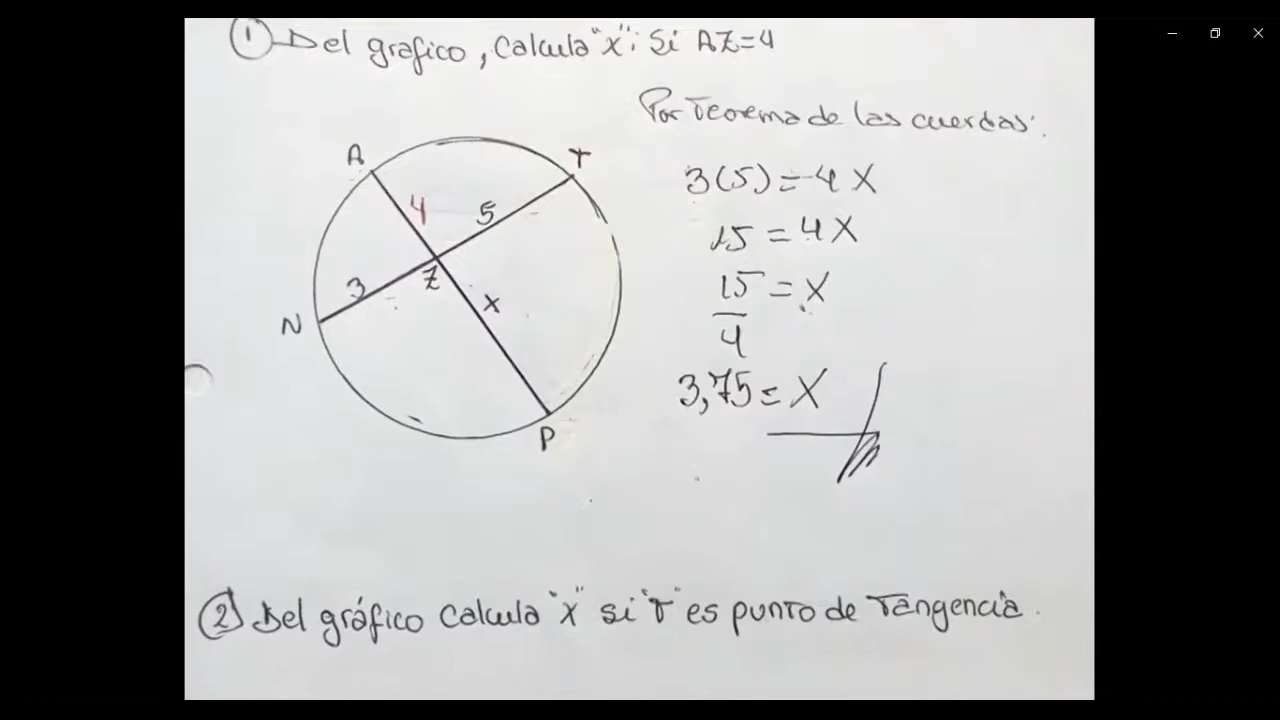 ① Del grafico, Calcula "x"; Si AZ=4
Por Teorema de las cuerdas:
A
T
4
5
3(5) = 4X
15 = 4X
3
Z
x
15/4 = X
N
3,75 = X
P
② Del gráfico calcula "X" si "T" es punto de Tangencia.